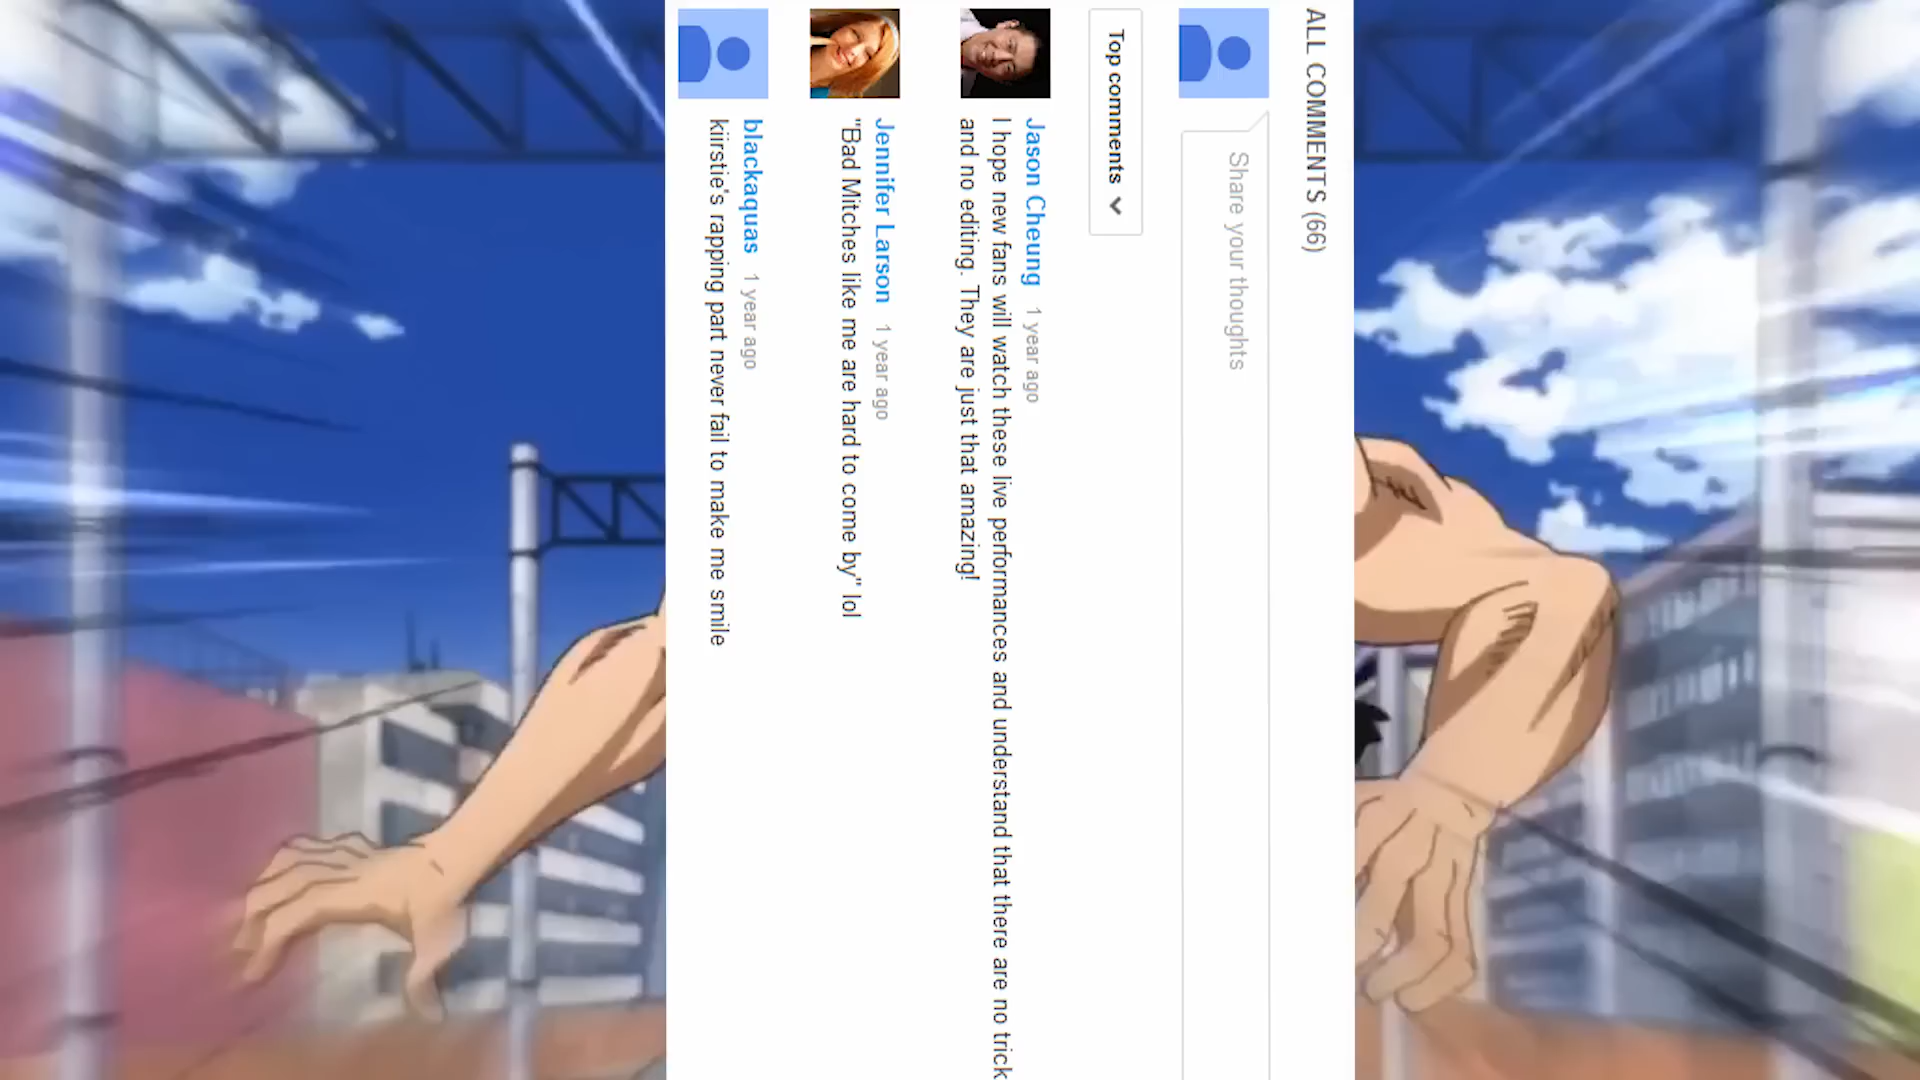 ALL COMMENTS (66)
Share your thoughts
Top comments
Jason Cheung 1 year ago
I hope new fans will watch these live performances and understand that there are no trick
and no editing. They are just that amazing!
Jennifer Larson 1 year ago
"Bad Mitches like me are hard to come by" lol
blackaquas 1 year ago
kiirstie's rapping part never fail to make me smile